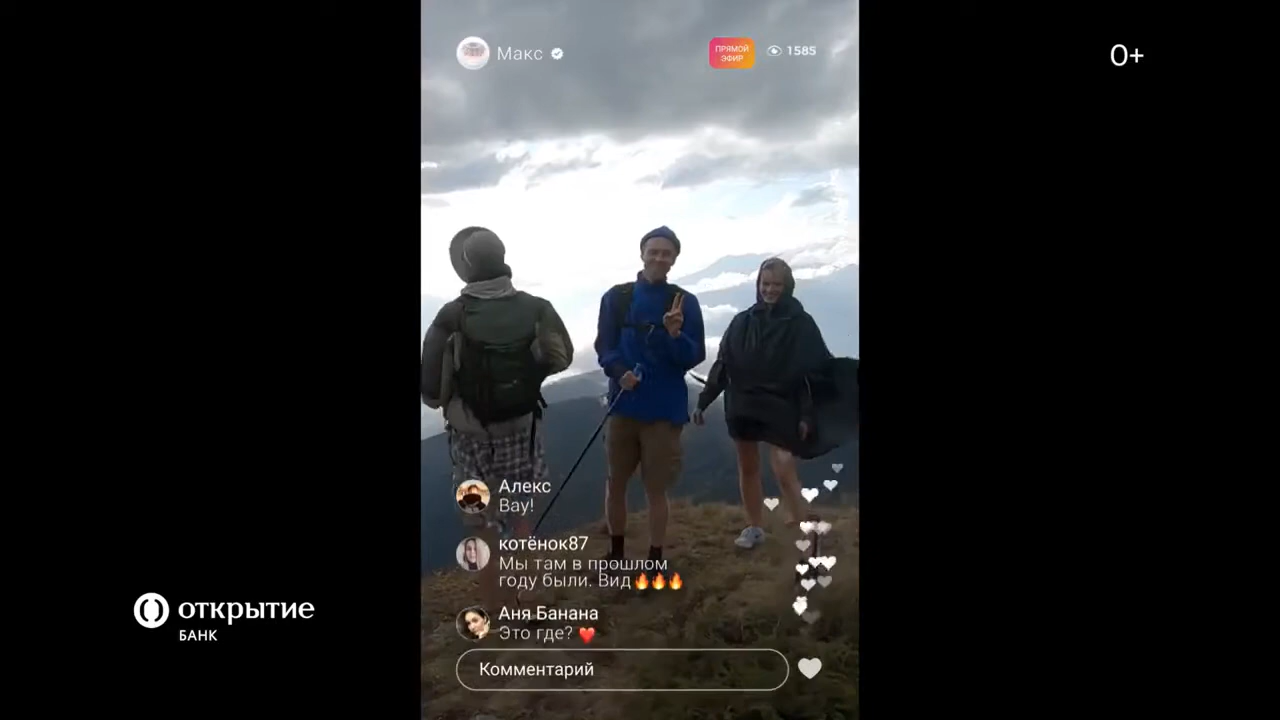 Макс
ПРЯМОЙ
ЭФИР
1585
0+
Алекс
Вау!
котёнок87
Мы там в прошлом
году были. Вид🔥🔥🔥
Аня Банана
Это где? ❤️
Комментарий
открытие
БАНК